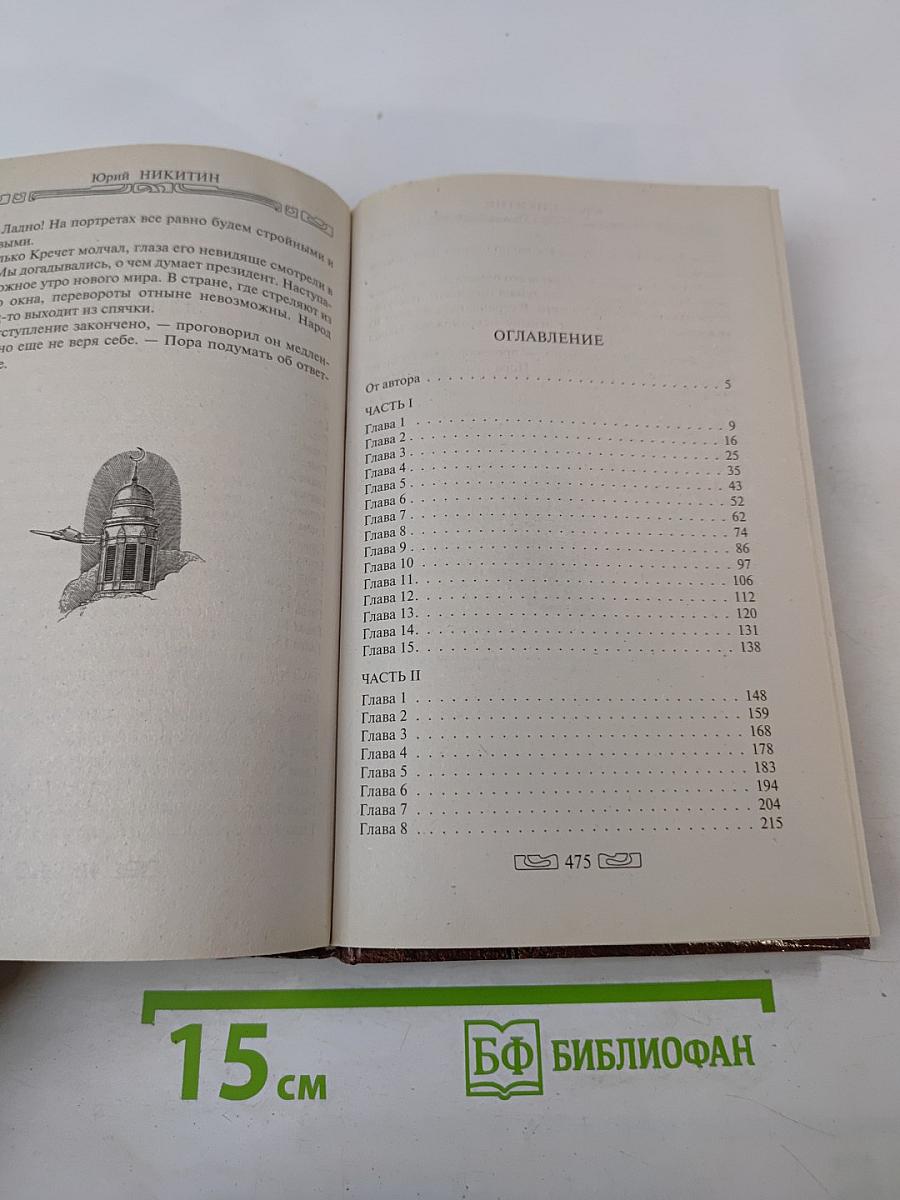 Юрий НИКИТИН
Ладно! На портретах все равно будем стройными и
выми.
лько Кречет молчал, глаза его невидяще смотрели в
Мы догадывались, о чем думает президент. Наступа-
ожное утро нового мира. В стране, где стреляют из
о окна, перевороты отныне невозможны. Народ
-то выходит из спячки.
тступление закончено, — проговорил он медлен-
но еще не веря себе. — Пора подумать об ответ-
е.
ОГЛАВЛЕНИЕ
От автора . . . . . . . . . . 5
ЧАСТЬ I
Глава 1 . . . . . . . . . . 9
Глава 2 . . . . . . . . . . 16
Глава 3 . . . . . . . . . . 25
Глава 4 . . . . . . . . . . 35
Глава 5 . . . . . . . . . . 43
Глава 6 . . . . . . . . . . 52
Глава 7 . . . . . . . . . . 62
Глава 8 . . . . . . . . . . 74
Глава 9 . . . . . . . . . . 86
Глава 10 . . . . . . . . . . 97
Глава 11. . . . . . . . . . 106
Глава 12. . . . . . . . . . 112
Глава 13. . . . . . . . . . 120
Глава 14. . . . . . . . . . 131
Глава 15. . . . . . . . . . 138
ЧАСТЬ II
Глава 1 . . . . . . . . . . 148
Глава 2 . . . . . . . . . . 159
Глава 3 . . . . . . . . . . 168
Глава 4 . . . . . . . . . . 178
Глава 5 . . . . . . . . . . 183
Глава 6 . . . . . . . . . . 194
Глава 7 . . . . . . . . . . 204
Глава 8 . . . . . . . . . . 215
475
15 см
БФ БИБЛИОФАН